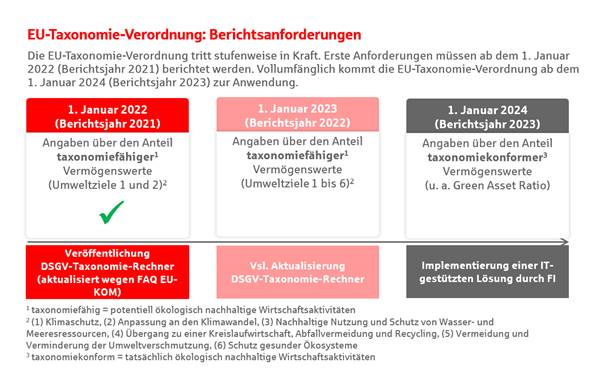 EU-Taxonomie-Verordnung: Berichtsanforderungen
Die EU-Taxonomie-Verordnung tritt stufenweise in Kraft. Erste Anforderungen müssen ab dem 1. Januar
2022 (Berichtsjahr 2021) berichtet werden. Vollumfänglich kommt die EU-Taxonomie-Verordnung ab dem
1. Januar 2024 (Berichtsjahr 2023) zur Anwendung.
1. Januar 2022
(Berichtsjahr 2021)
Angaben über den Anteil
taxonomiefähiger¹
Vermögenswerte
(Umweltziele 1 und 2)²
1. Januar 2023
(Berichtsjahr 2022)
Angaben über den Anteil
taxonomiefähiger¹
Vermögenswerte
(Umweltziele 1 bis 6)²
1. Januar 2024
(Berichtsjahr 2023)
Angaben über den Anteil
taxonomiekonformer³
Vermögenswerte
(u. a. Green Asset Ratio)
Veröffentlichung
DSGV-Taxonomie-Rechner
(aktualisiert wegen FAQ EU-
KOM)
Vsl. Aktualisierung
DSGV-Taxonomie-Rechner
Implementierung einer IT-
gestützten Lösung durch FI
¹ taxonomiefähig = potentiell ökologisch nachhaltige Wirtschaftsaktivitäten
² (1) Klimaschutz, (2) Anpassung an den Klimawandel, (3) Nachhaltige Nutzung und Schutz von Wasser- und
Meeresressourcen, (4) Übergang zu einer Kreislaufwirtschaft, Abfallvermeidung und Recycling, (5) Vermeidung und
Verminderung der Umweltverschmutzung, (6) Schutz gesunder Ökosysteme
³ taxonomiekonform = tatsächlich ökologisch nachhaltige Wirtschaftsaktivitäten